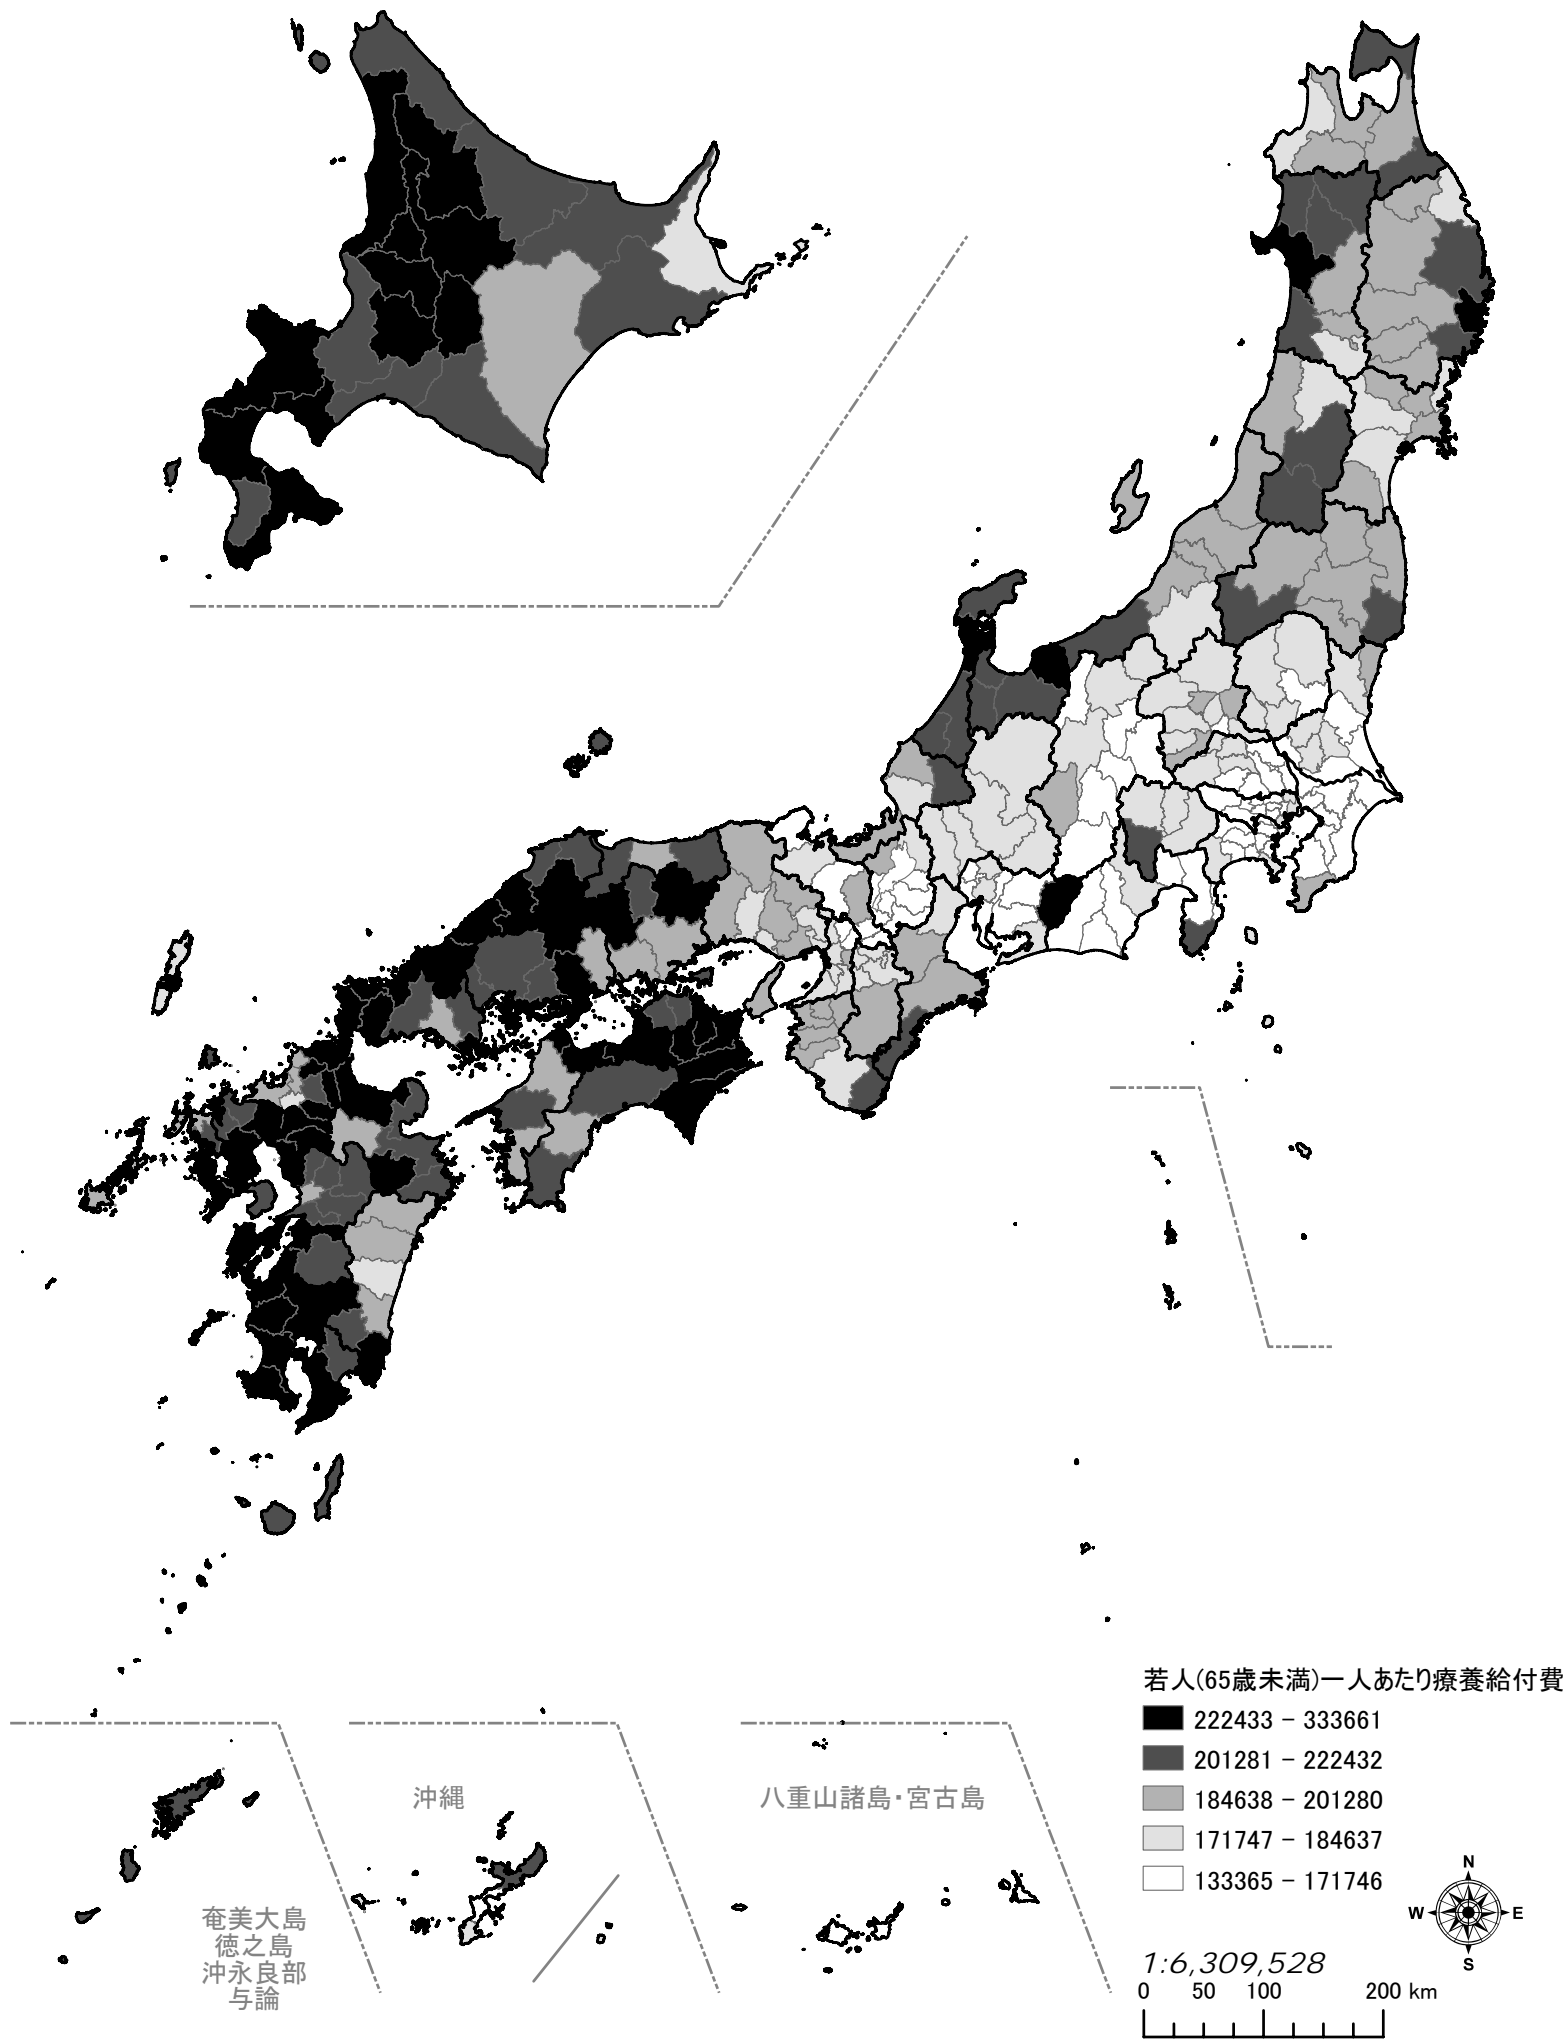 若人(65歳未満)一人あたり療養給付費
222433 − 333661
201281 − 222432
184638 − 201280
171747 − 184637
133365 − 171746
沖縄
八重山諸島・宮古島
奄美大島
徳之島
沖永良部
与論
N
W E
S
1:6,309,528
0 50 100 200 km